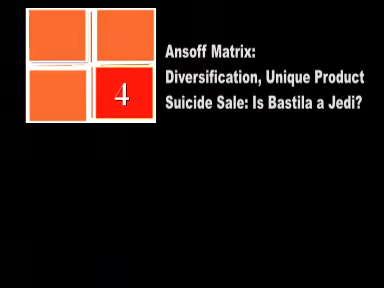 Ansoff Matrix:
Diversification, Unique Product
4
Suicide Sale: Is Bastila a Jedi?